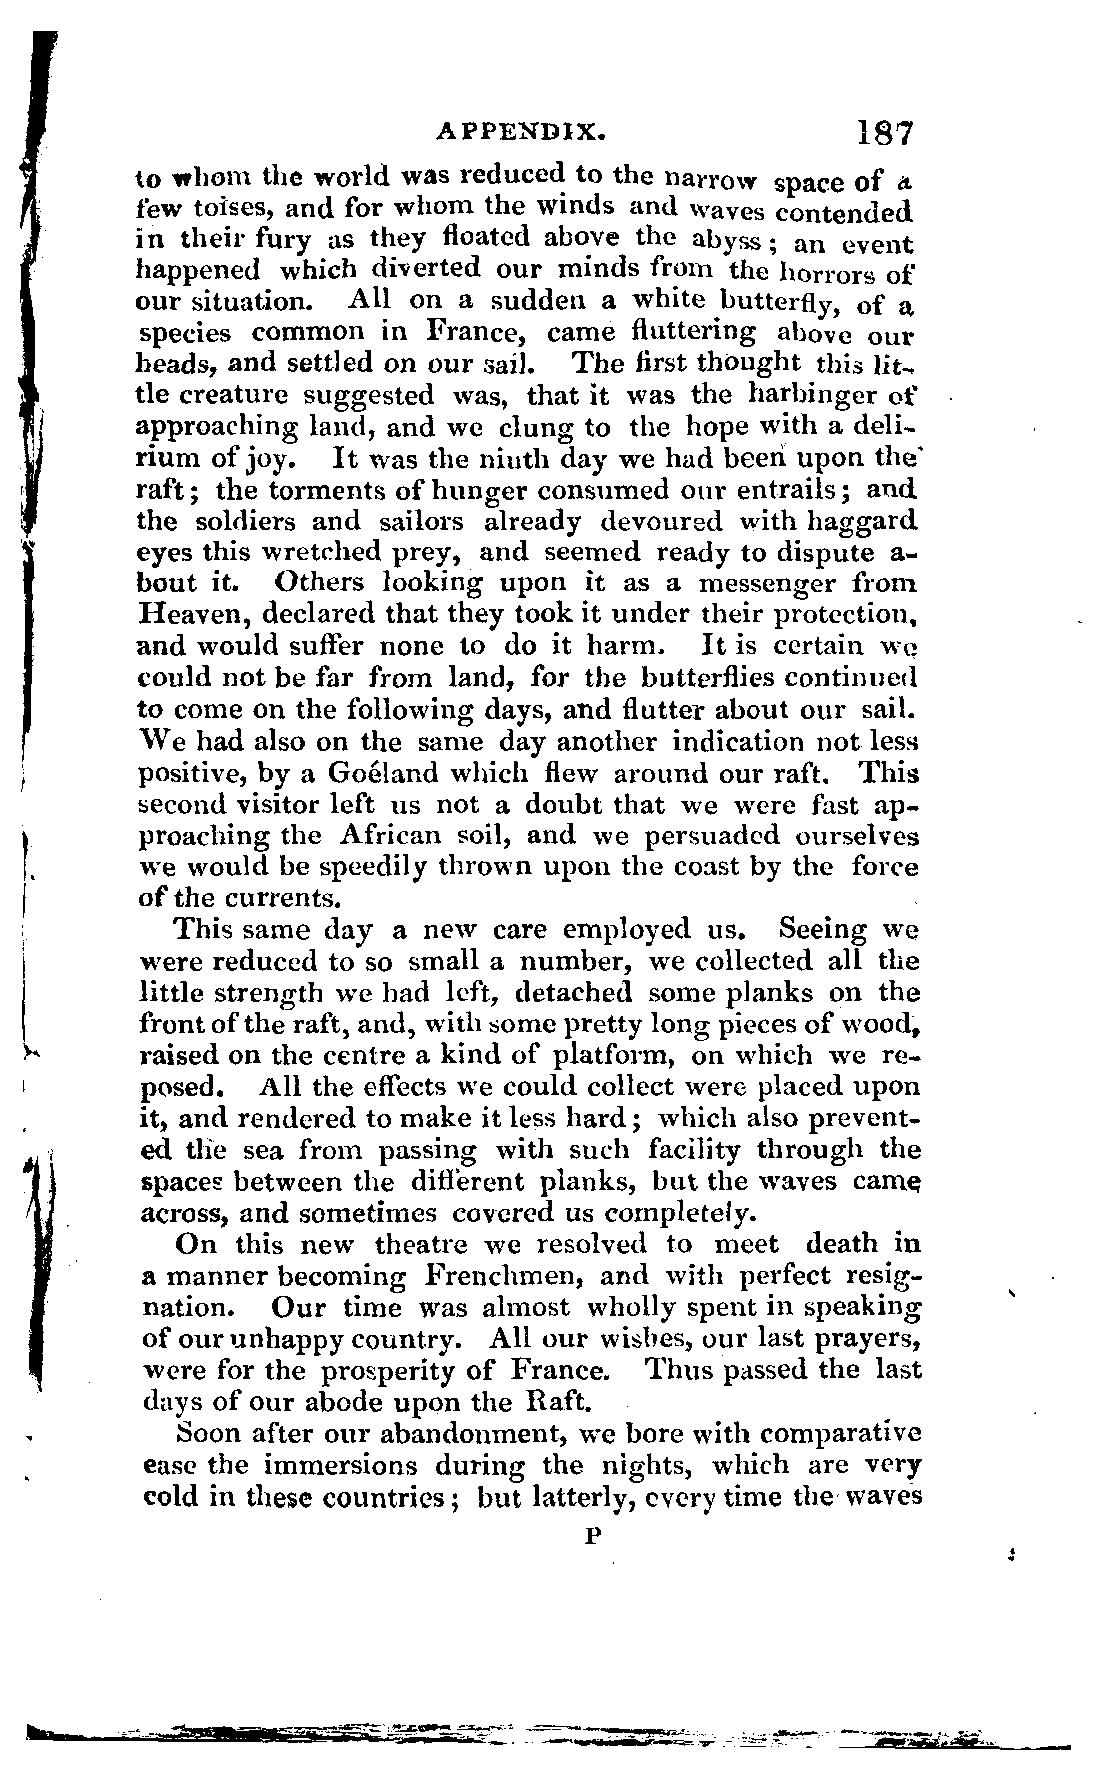 APPENDIX. 187
to whom the world was reduced to the narrow space of a
few toises, and for whom the winds and waves contended
in their fury as they floated above the abyss; an event
happened which diverted our minds from the horrors of
our situation. All on a sudden a white butterfly, of a
species common in France, came fluttering above our
heads, and settled on our sail. The first thought this lit-
tle creature suggested was, that it was the harbinger of
approaching land, and we clung to the hope with a deli-
rium of joy. It was the ninth day we had been upon the
raft; the torments of hunger consumed our entrails; and
the soldiers and sailors already devoured with haggard
eyes this wretched prey, and seemed ready to dispute a-
bout it. Others looking upon it as a messenger from
Heaven, declared that they took it under their protection,
and would suffer none to do it harm. It is certain we
could not be far from land, for the butterflies continued
to come on the following days, and flutter about our sail.
We had also on the same day another indication not less
positive, by a Goéland which flew around our raft. This
second visitor left us not a doubt that we were fast ap-
proaching the African soil, and we persuaded ourselves
we would be speedily thrown upon the coast by the force
of the currents.
This same day a new care employed us. Seeing we
were reduced to so small a number, we collected all the
little strength we had left, detached some planks on the
front of the raft, and, with some pretty long pieces of wood,
raised on the centre a kind of platform, on which we re-
posed. All the effects we could collect were placed upon
it, and rendered to make it less hard; which also prevent-
ed the sea from passing with such facility through the
spaces between the different planks, but the waves came
across, and sometimes covered us completely.
On this new theatre we resolved to meet death in
a manner becoming Frenchmen, and with perfect resig-
nation. Our time was almost wholly spent in speaking
of our unhappy country. All our wishes, our last prayers,
were for the prosperity of France. Thus passed the last
days of our abode upon the Raft.
Soon after our abandonment, we bore with comparative
ease the immersions during the nights, which are very
cold in these countries; but latterly, every time the waves
P